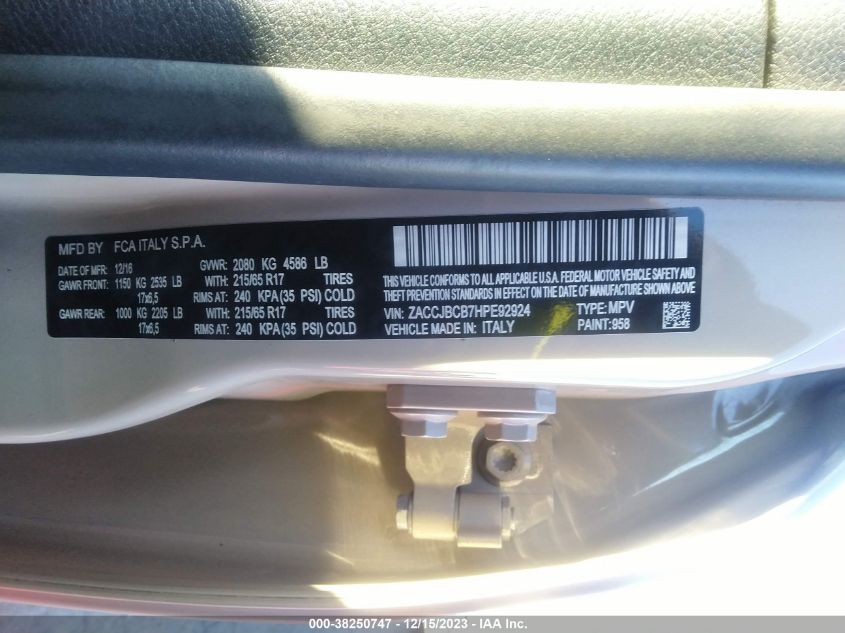 MFD BY FCA ITALY S.P.A.
DATE OF MFR: 12/16 GVWR: 2080 KG 4586 LB
GAWR FRONT: 1150 KG 2535 LB WITH: 215/65 R17 TIRES
17x6,5 RIMS AT: 240 KPA(35 PSI) COLD
GAWR REAR: 1000 KG 2205 LB WITH: 215/65 R17 TIRES
17x6,5 RIMS AT: 240 KPA(35 PSI) COLD
THIS VEHICLE CONFORMS TO ALL APPLICABLE U.S.A. FEDERAL MOTOR VEHICLE SAFETY AND
THEFT PREVENTION STANDARDS IN EFFECT ON THE DATE OF MANUFACTURE SHOWN ABOVE
VIN: ZACCJBCB7HPE92924 TYPE: MPV
VEHICLE MADE IN ITALY PAINT:958
000-38250747 - 12/15/2023 - IAA Inc.